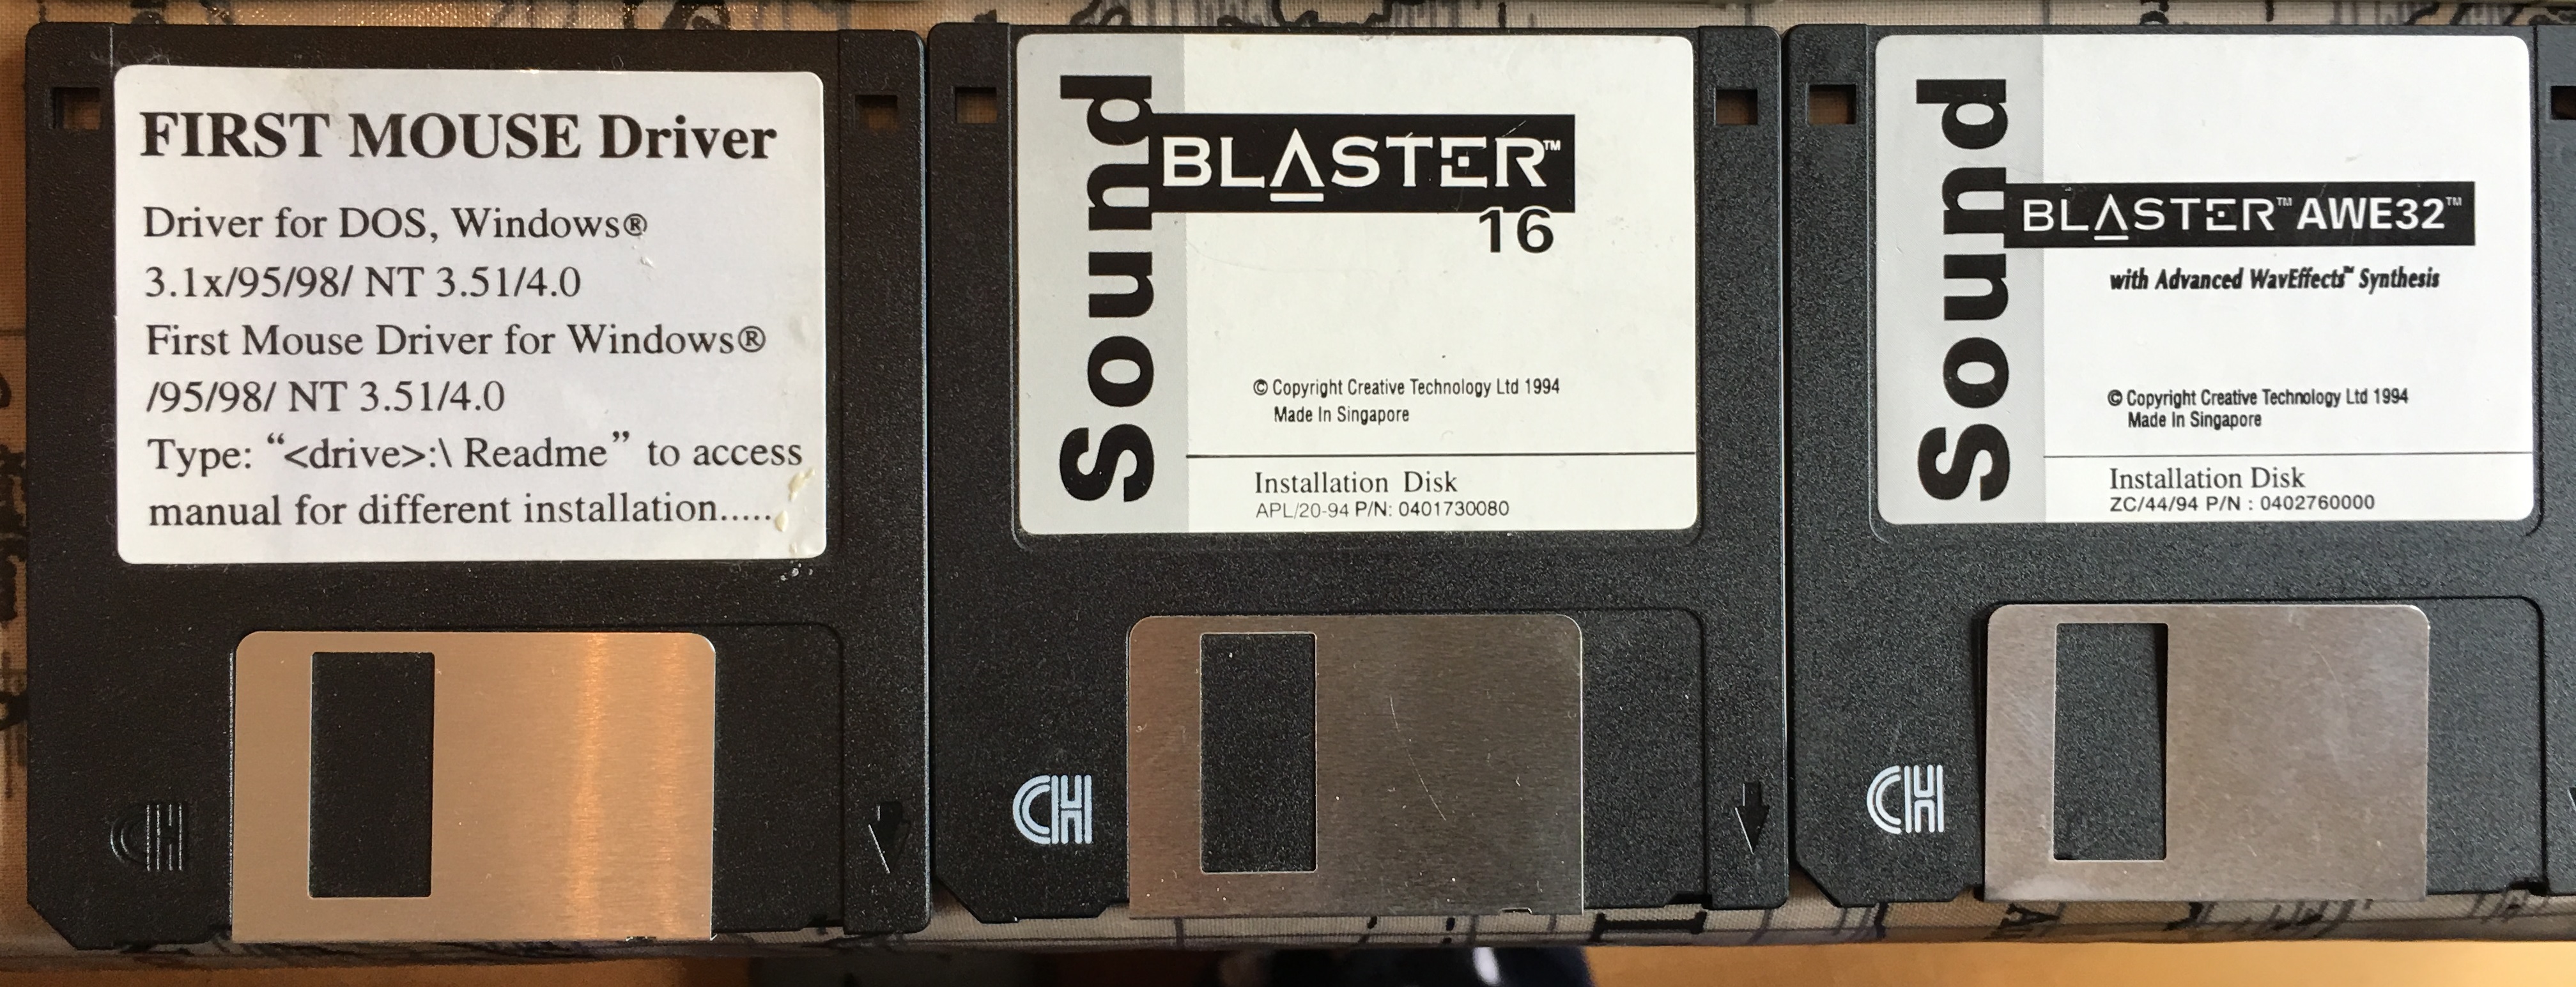 FIRST MOUSE Driver
Driver for DOS, Windows®
3.1x/95/98/ NT 3.51/4.0
First Mouse Driver for Windows®
/95/98/ NT 3.51/4.0
Type: “<drive>:\ Readme” to access
manual for different installation.....
Sound
BLASTER™
16
© Copyright Creative Technology Ltd 1994
Made In Singapore
Installation Disk
APL/20-94 P/N: 0401730080
Sound
BLASTER™ AWE32™
with Advanced WavEffects™ Synthesis
© Copyright Creative Technology Ltd 1994
Made In Singapore
Installation Disk
ZC/44/94 P/N : 0402760000
CH
CH
CH